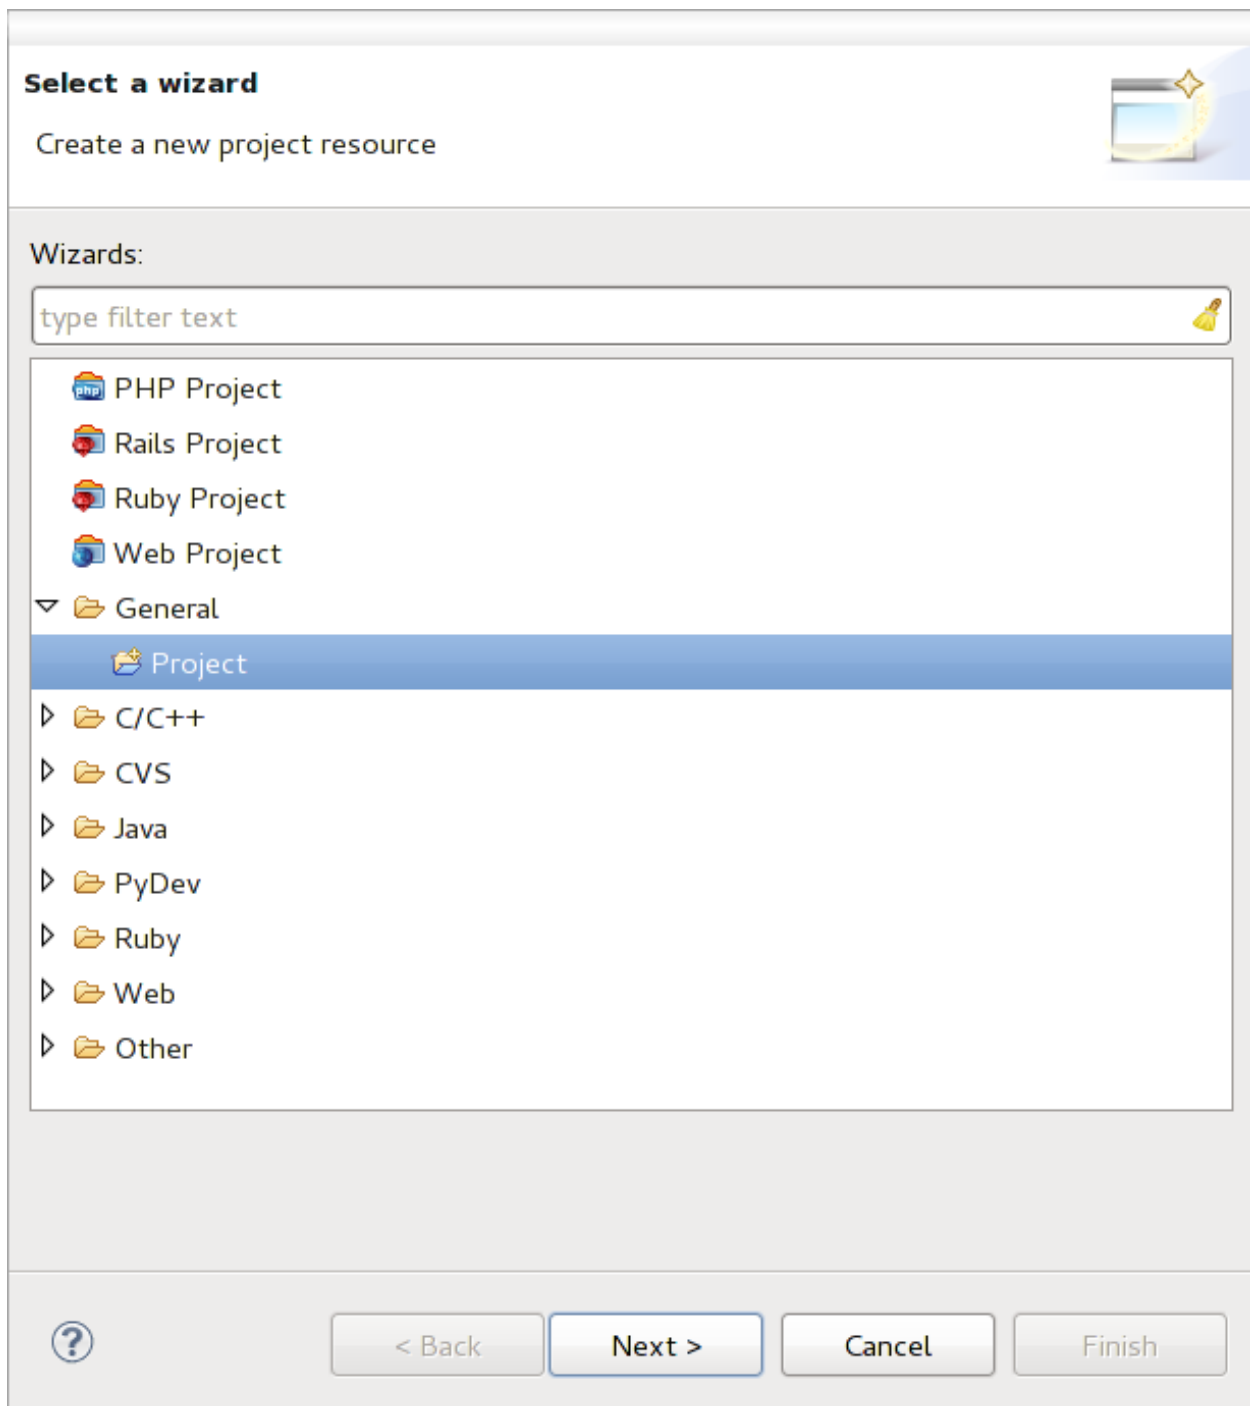 Select a wizard
Create a new project resource
Wizards:
type filter text
php PHP Project
Rails Project
Ruby Project
Web Project
General
Project
C/C++
CVS
Java
PyDev
Ruby
Web
Other
? < Back Next > Cancel Finish